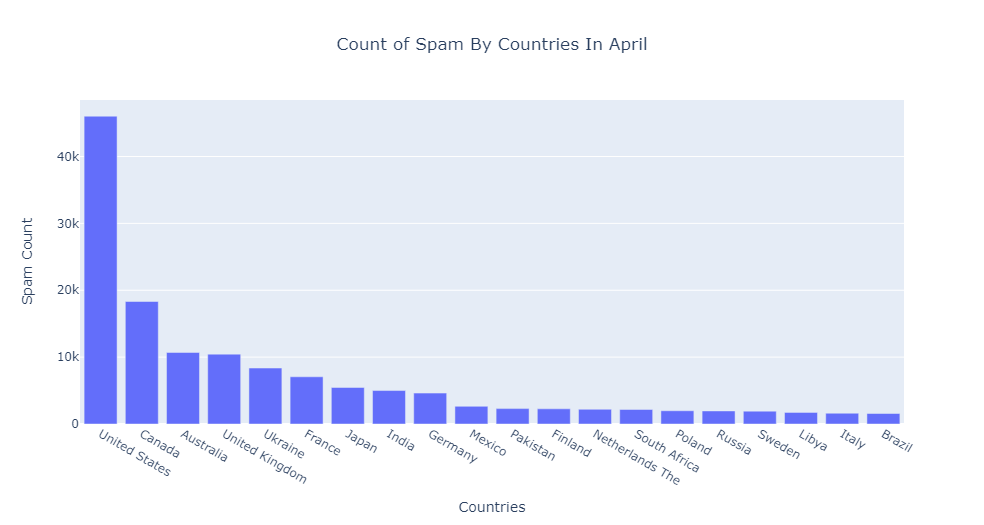 Count of Spam By Countries In April
Spam Count
40k
30k
20k
10k
0
United States
Canada
Australia
United Kingdom
Ukraine
France
Japan
India
Germany
Mexico
Pakistan
Finland
Netherlands The
South Africa
Poland
Russia
Sweden
Libya
Italy
Brazil
Countries